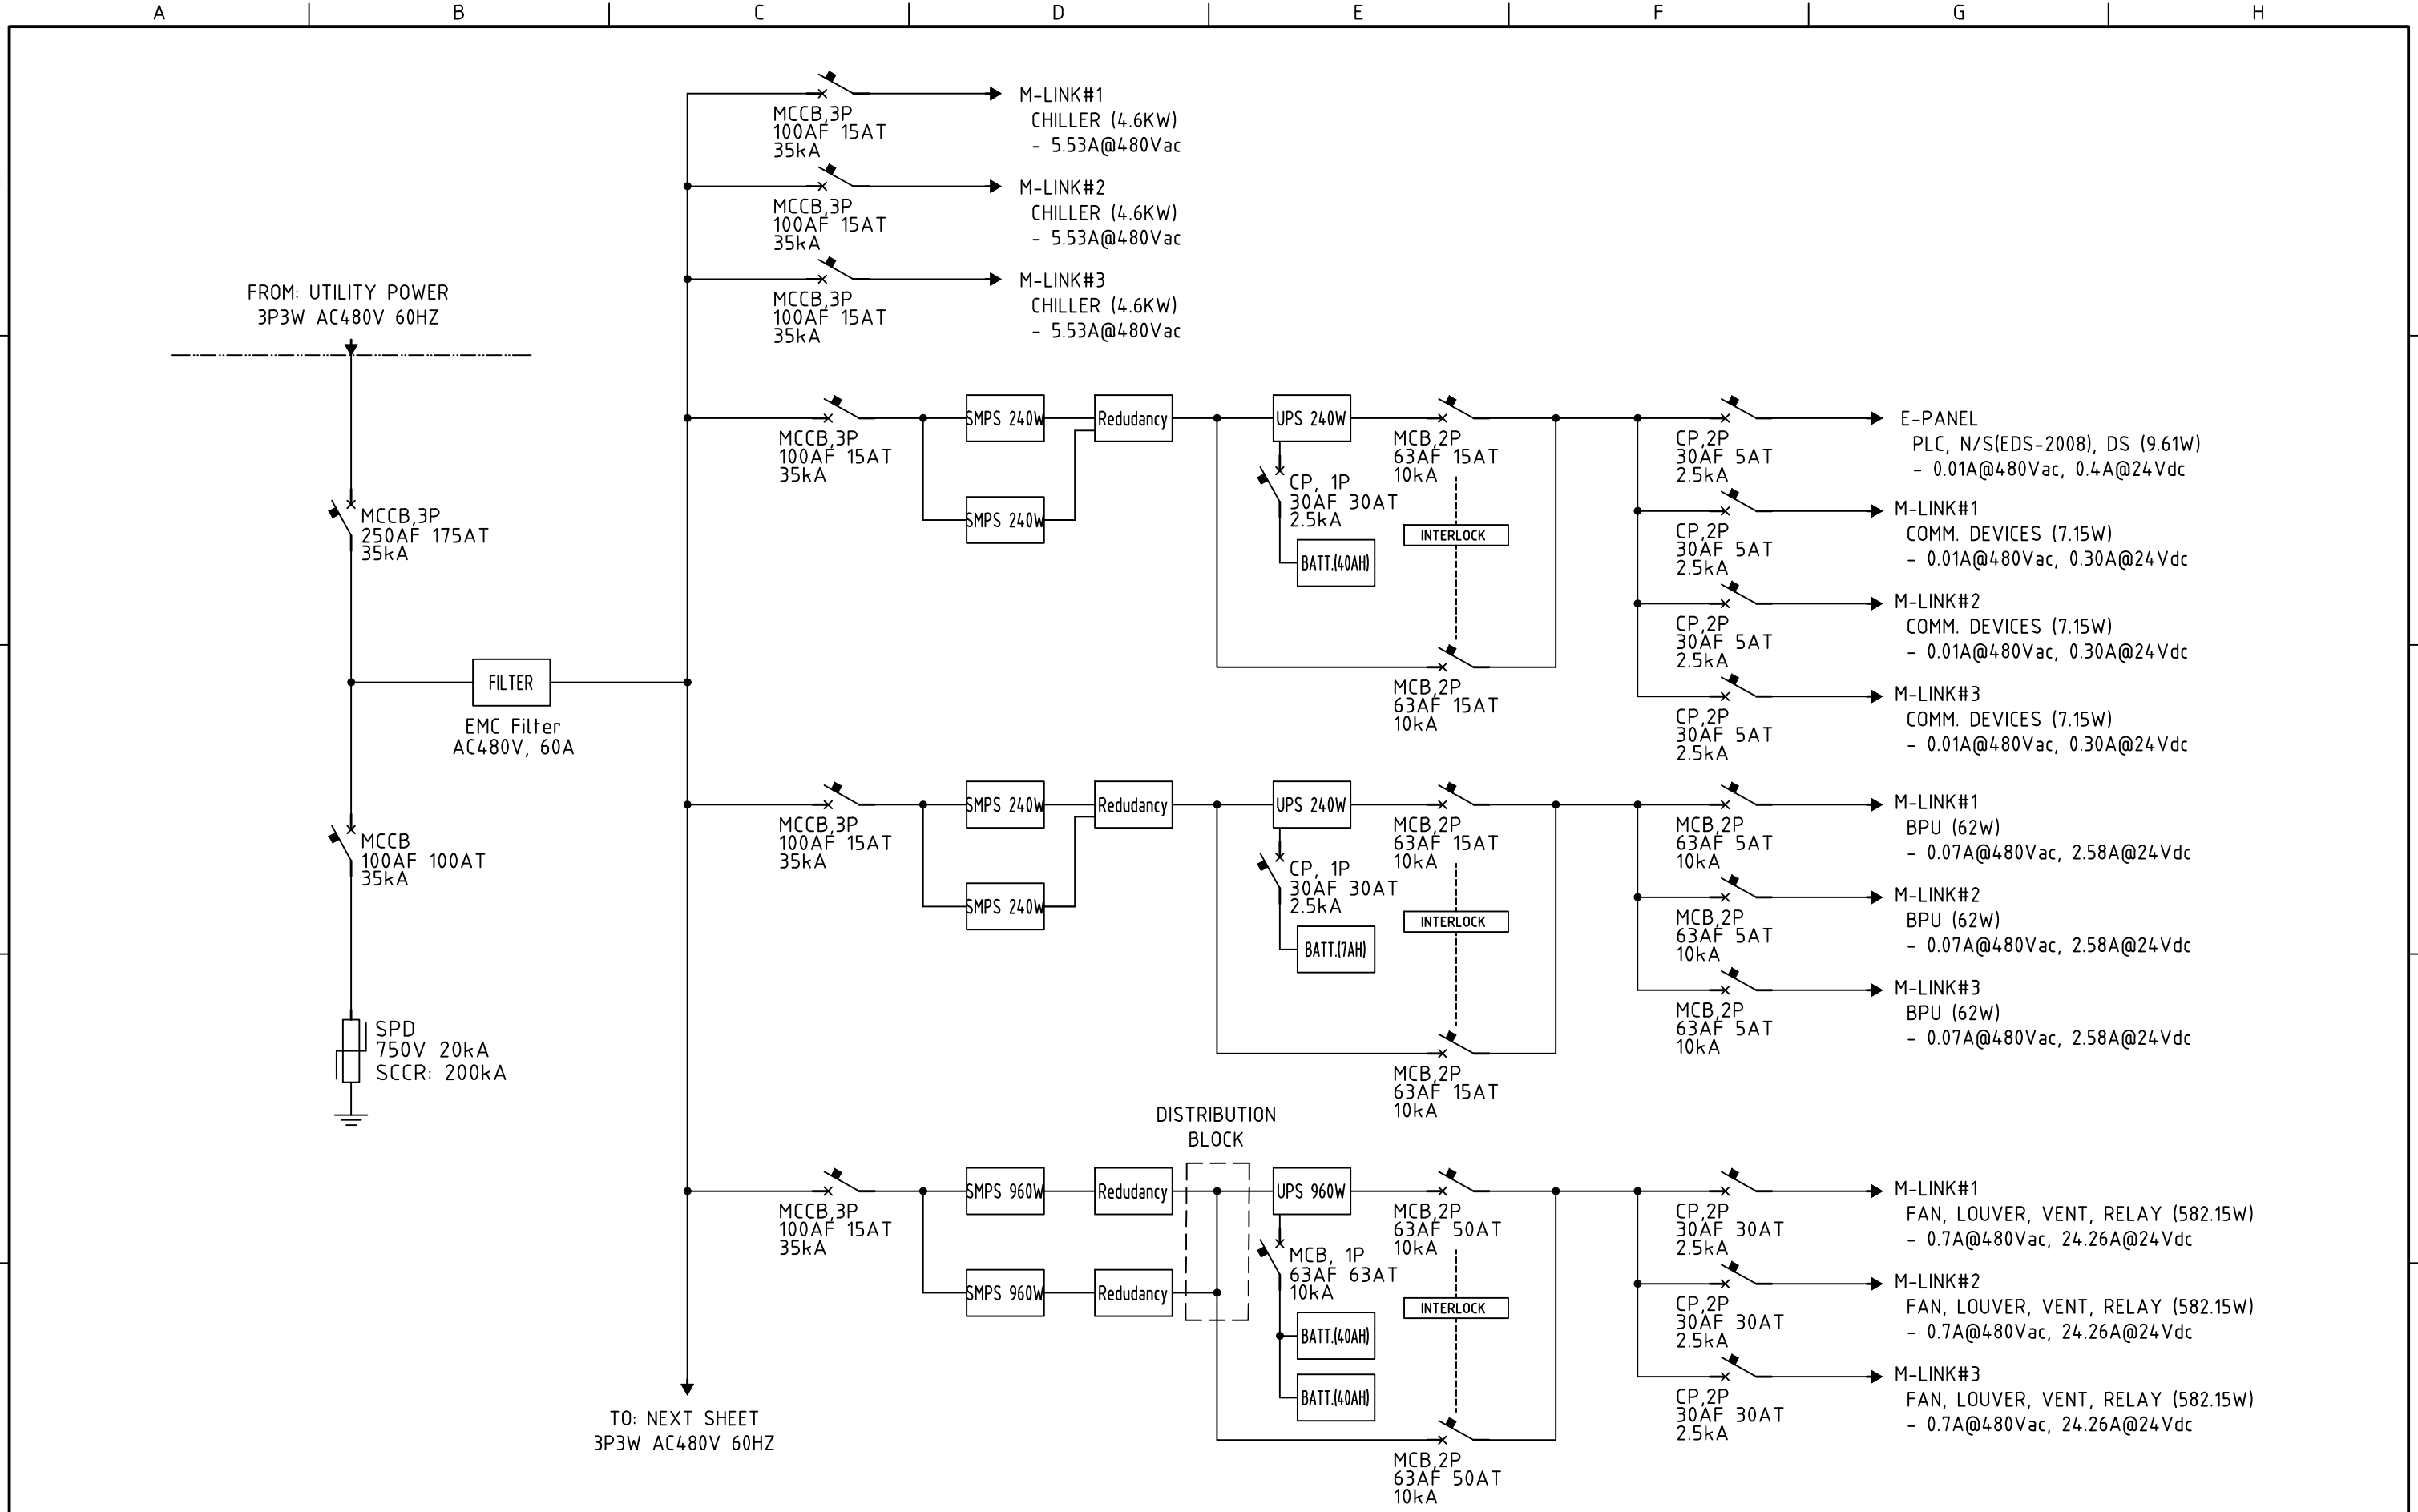 A B C D E F G H
MCCB,3P
100AF 15AT
35kA
M-LINK#1
CHILLER (4.6KW)
- 5.53A@480Vac
MCCB,3P
100AF 15AT
35kA
M-LINK#2
CHILLER (4.6KW)
- 5.53A@480Vac
MCCB,3P
100AF 15AT
35kA
M-LINK#3
CHILLER (4.6KW)
- 5.53A@480Vac
FROM: UTILITY POWER
3P3W AC480V 60HZ
MCCB,3P
250AF 175AT
35kA
FILTER
EMC Filter
AC480V, 60A
MCCB
100AF 100AT
35kA
SPD
750V 20kA
SCCR: 200kA
MCCB,3P
100AF 15AT
35kA
SMPS 240W
Redudancy
SMPS 240W
UPS 240W
CP, 1P
30AF 30AT
2.5kA
BATT.(40AH)
MCB,2P
63AF 15AT
10kA
INTERLOCK
MCB,2P
63AF 15AT
10kA
CP,2P
30AF 5AT
2.5kA
E-PANEL
PLC, N/S(EDS-2008), DS (9.61W)
- 0.01A@480Vac, 0.4A@24Vdc
CP,2P
30AF 5AT
2.5kA
M-LINK#1
COMM. DEVICES (7.15W)
- 0.01A@480Vac, 0.30A@24Vdc
CP,2P
30AF 5AT
2.5kA
M-LINK#2
COMM. DEVICES (7.15W)
- 0.01A@480Vac, 0.30A@24Vdc
CP,2P
30AF 5AT
2.5kA
M-LINK#3
COMM. DEVICES (7.15W)
- 0.01A@480Vac, 0.30A@24Vdc
MCCB,3P
100AF 15AT
35kA
SMPS 240W
Redudancy
SMPS 240W
UPS 240W
CP, 1P
30AF 30AT
2.5kA
BATT.(7AH)
MCB,2P
63AF 15AT
10kA
INTERLOCK
MCB,2P
63AF 15AT
10kA
MCB,2P
63AF 5AT
10kA
M-LINK#1
BPU (62W)
- 0.07A@480Vac, 2.58A@24Vdc
MCB,2P
63AF 5AT
10kA
M-LINK#2
BPU (62W)
- 0.07A@480Vac, 2.58A@24Vdc
MCB,2P
63AF 5AT
10kA
M-LINK#3
BPU (62W)
- 0.07A@480Vac, 2.58A@24Vdc
DISTRIBUTION
BLOCK
MCCB,3P
100AF 15AT
35kA
SMPS 960W
Redudancy
SMPS 960W
Redudancy
UPS 960W
MCB, 1P
63AF 63AT
10kA
BATT.(40AH)
BATT.(40AH)
MCB,2P
63AF 50AT
10kA
INTERLOCK
MCB,2P
63AF 50AT
10kA
CP,2P
30AF 30AT
2.5kA
M-LINK#1
FAN, LOUVER, VENT, RELAY (582.15W)
- 0.7A@480Vac, 24.26A@24Vdc
CP,2P
30AF 30AT
2.5kA
M-LINK#2
FAN, LOUVER, VENT, RELAY (582.15W)
- 0.7A@480Vac, 24.26A@24Vdc
CP,2P
30AF 30AT
2.5kA
M-LINK#3
FAN, LOUVER, VENT, RELAY (582.15W)
- 0.7A@480Vac, 24.26A@24Vdc
TO: NEXT SHEET
3P3W AC480V 60HZ